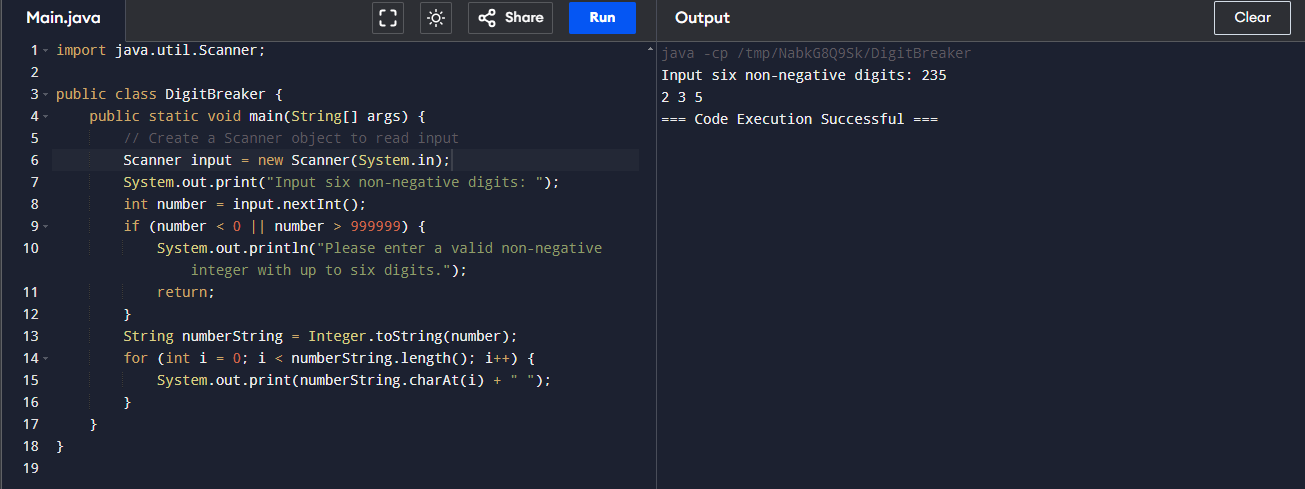 Main.java Share Run Output Clear
1 import java.util.Scanner;
2
3 public class DigitBreaker {
4 public static void main(String[] args) {
5 // Create a Scanner object to read input
6 Scanner input = new Scanner(System.in);
7 System.out.print("Input six non-negative digits: ");
8 int number = input.nextInt();
9 if (number < 0 || number > 999999) {
10 System.out.println("Please enter a valid non-negative
integer with up to six digits.");
11 return;
12 }
13 String numberString = Integer.toString(number);
14 for (int i = 0; i < numberString.length(); i++) {
15 System.out.print(numberString.charAt(i) + " ");
16 }
17 }
18 }
19
java -cp /tmp/NabkG8Q9Sk/DigitBreaker
Input six non-negative digits: 235
2 3 5
=== Code Execution Successful ===